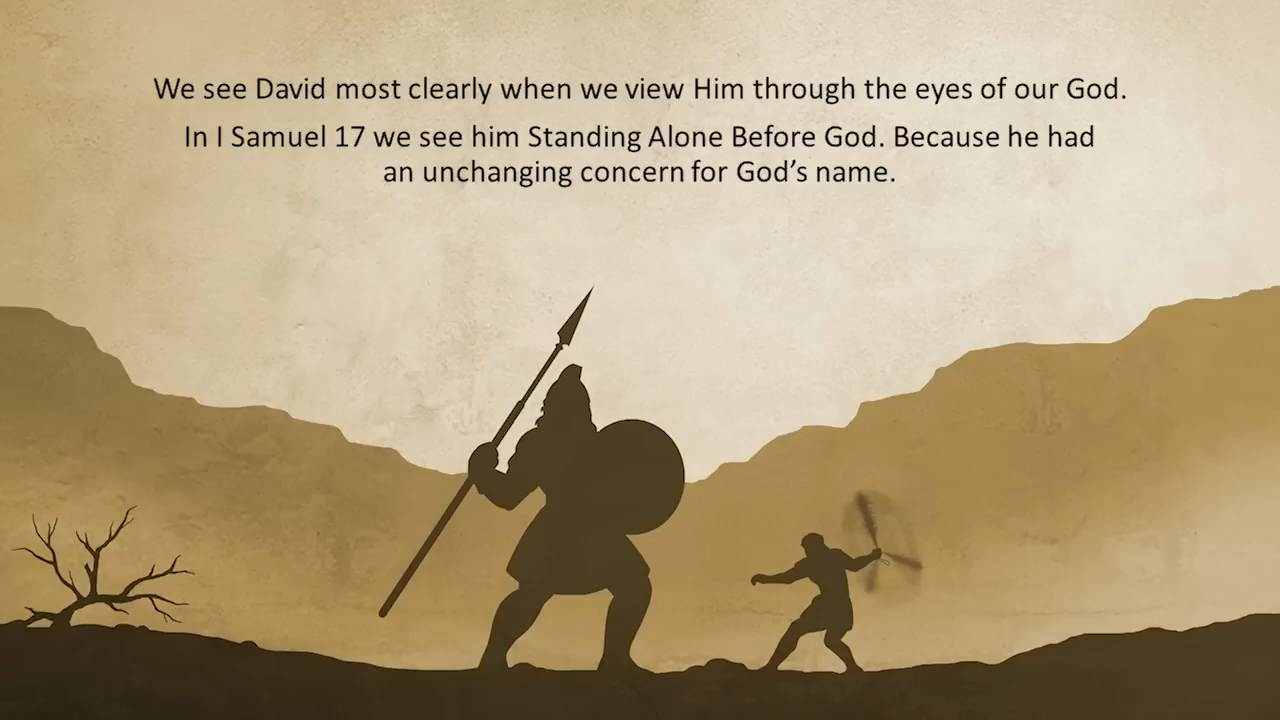 We see David most clearly when we view Him through the eyes of our God.
In I Samuel 17 we see him Standing Alone Before God. Because he had
an unchanging concern for God’s name.